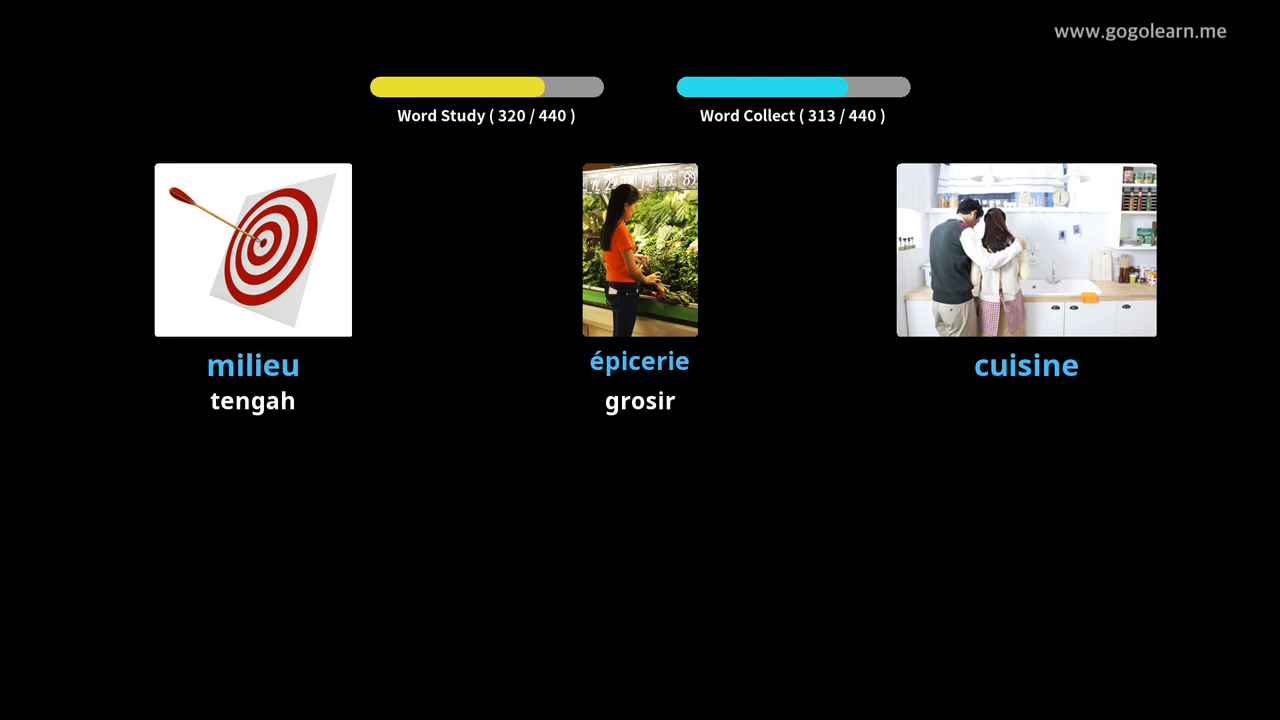 www.gogolearn.me
Word Study ( 320 / 440 )
Word Collect ( 313 / 440 )
milieu
tengah
épicerie
grosir
cuisine